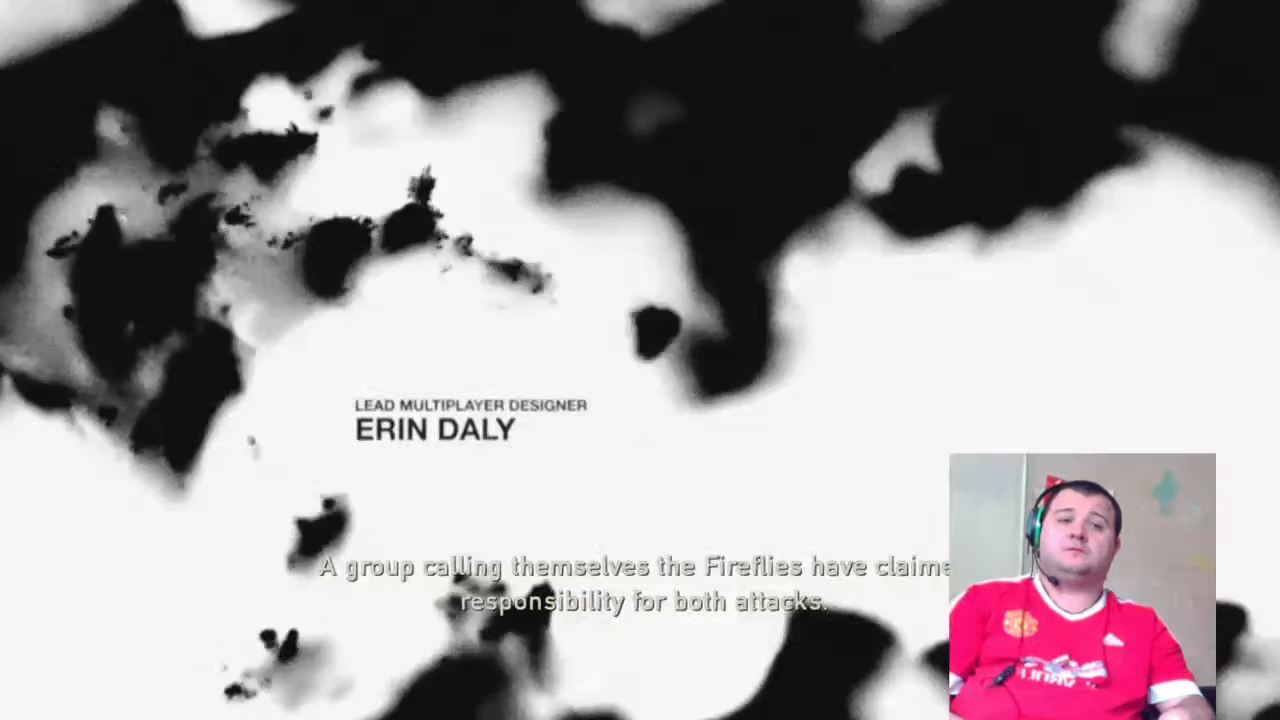 LEAD MULTIPLAYER DESIGNER
ERIN DALY
A group calling themselves the Fireflies have claime
responsibility for both attacks.